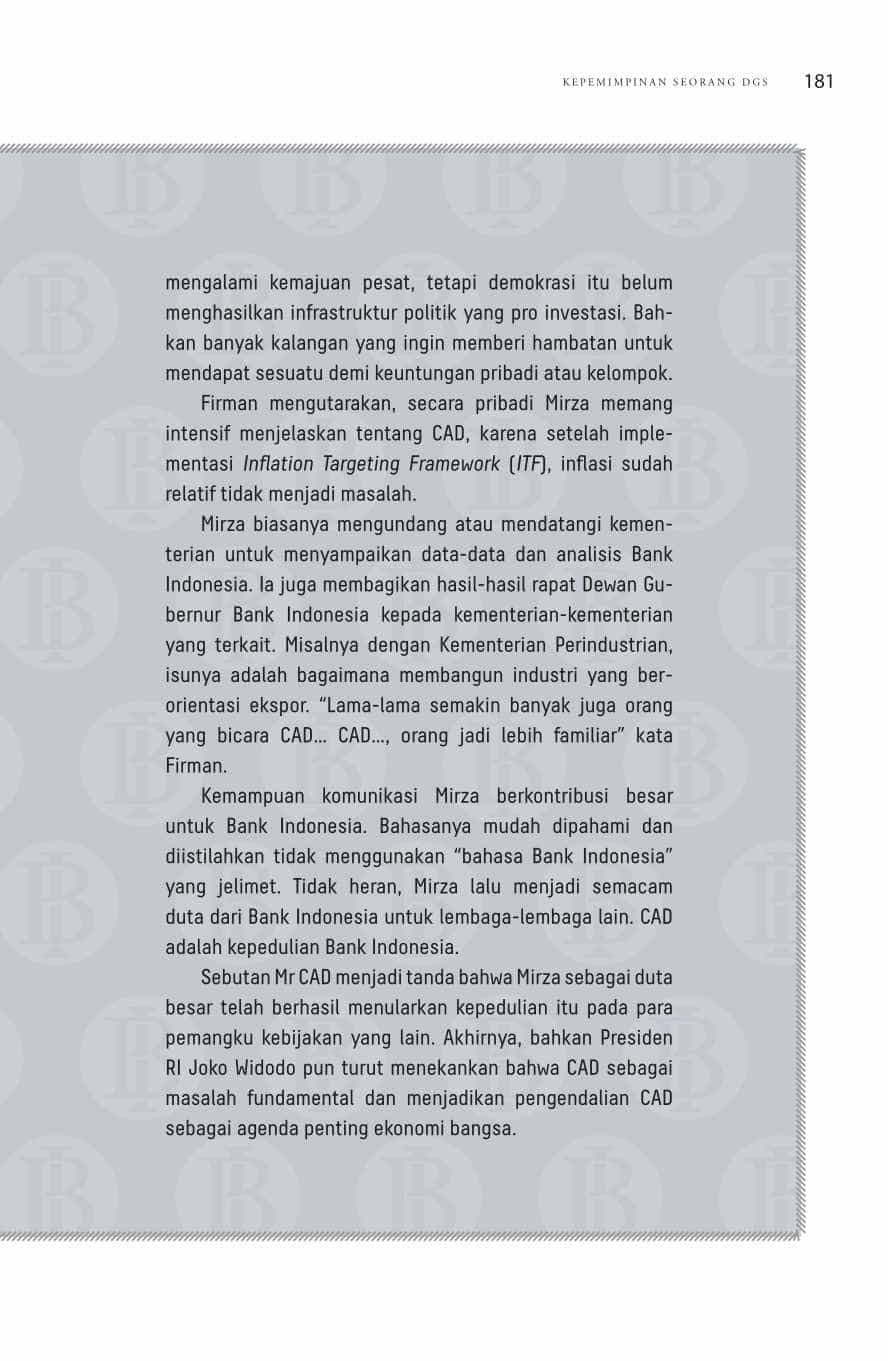 KEPEMIMPINAN SEORANG DGS 181
mengalami kemajuan pesat, tetapi demokrasi itu belum
menghasilkan infrastruktur politik yang pro investasi. Bah-
kan banyak kalangan yang ingin memberi hambatan untuk
mendapat sesuatu demi keuntungan pribadi atau kelompok.
Firman mengutarakan, secara pribadi Mirza memang
intensif menjelaskan tentang CAD, karena setelah imple-
mentasi Inflation Targeting Framework (ITF), inflasi sudah
relatif tidak menjadi masalah.
Mirza biasanya mengundang atau mendatangi kemen-
terian untuk menyampaikan data-data dan analisis Bank
Indonesia. Ia juga membagikan hasil-hasil rapat Dewan Gu-
bernur Bank Indonesia kepada kementerian-kementerian
yang terkait. Misalnya dengan Kementerian Perindustrian,
isunya adalah bagaimana membangun industri yang ber-
orientasi ekspor. “Lama-lama semakin banyak juga orang
yang bicara CAD... CAD..., orang jadi lebih familiar” kata
Firman.
Kemampuan komunikasi Mirza berkontribusi besar
untuk Bank Indonesia. Bahasanya mudah dipahami dan
diistilahkan tidak menggunakan “bahasa Bank Indonesia”
yang jelimet. Tidak heran, Mirza lalu menjadi semacam
duta dari Bank Indonesia untuk lembaga-lembaga lain. CAD
adalah kepedulian Bank Indonesia.
Sebutan Mr CAD menjadi tanda bahwa Mirza sebagai duta
besar telah berhasil menularkan kepedulian itu pada para
pemangku kebijakan yang lain. Akhirnya, bahkan Presiden
RI Joko Widodo pun turut menekankan bahwa CAD sebagai
masalah fundamental dan menjadikan pengendalian CAD
sebagai agenda penting ekonomi bangsa.